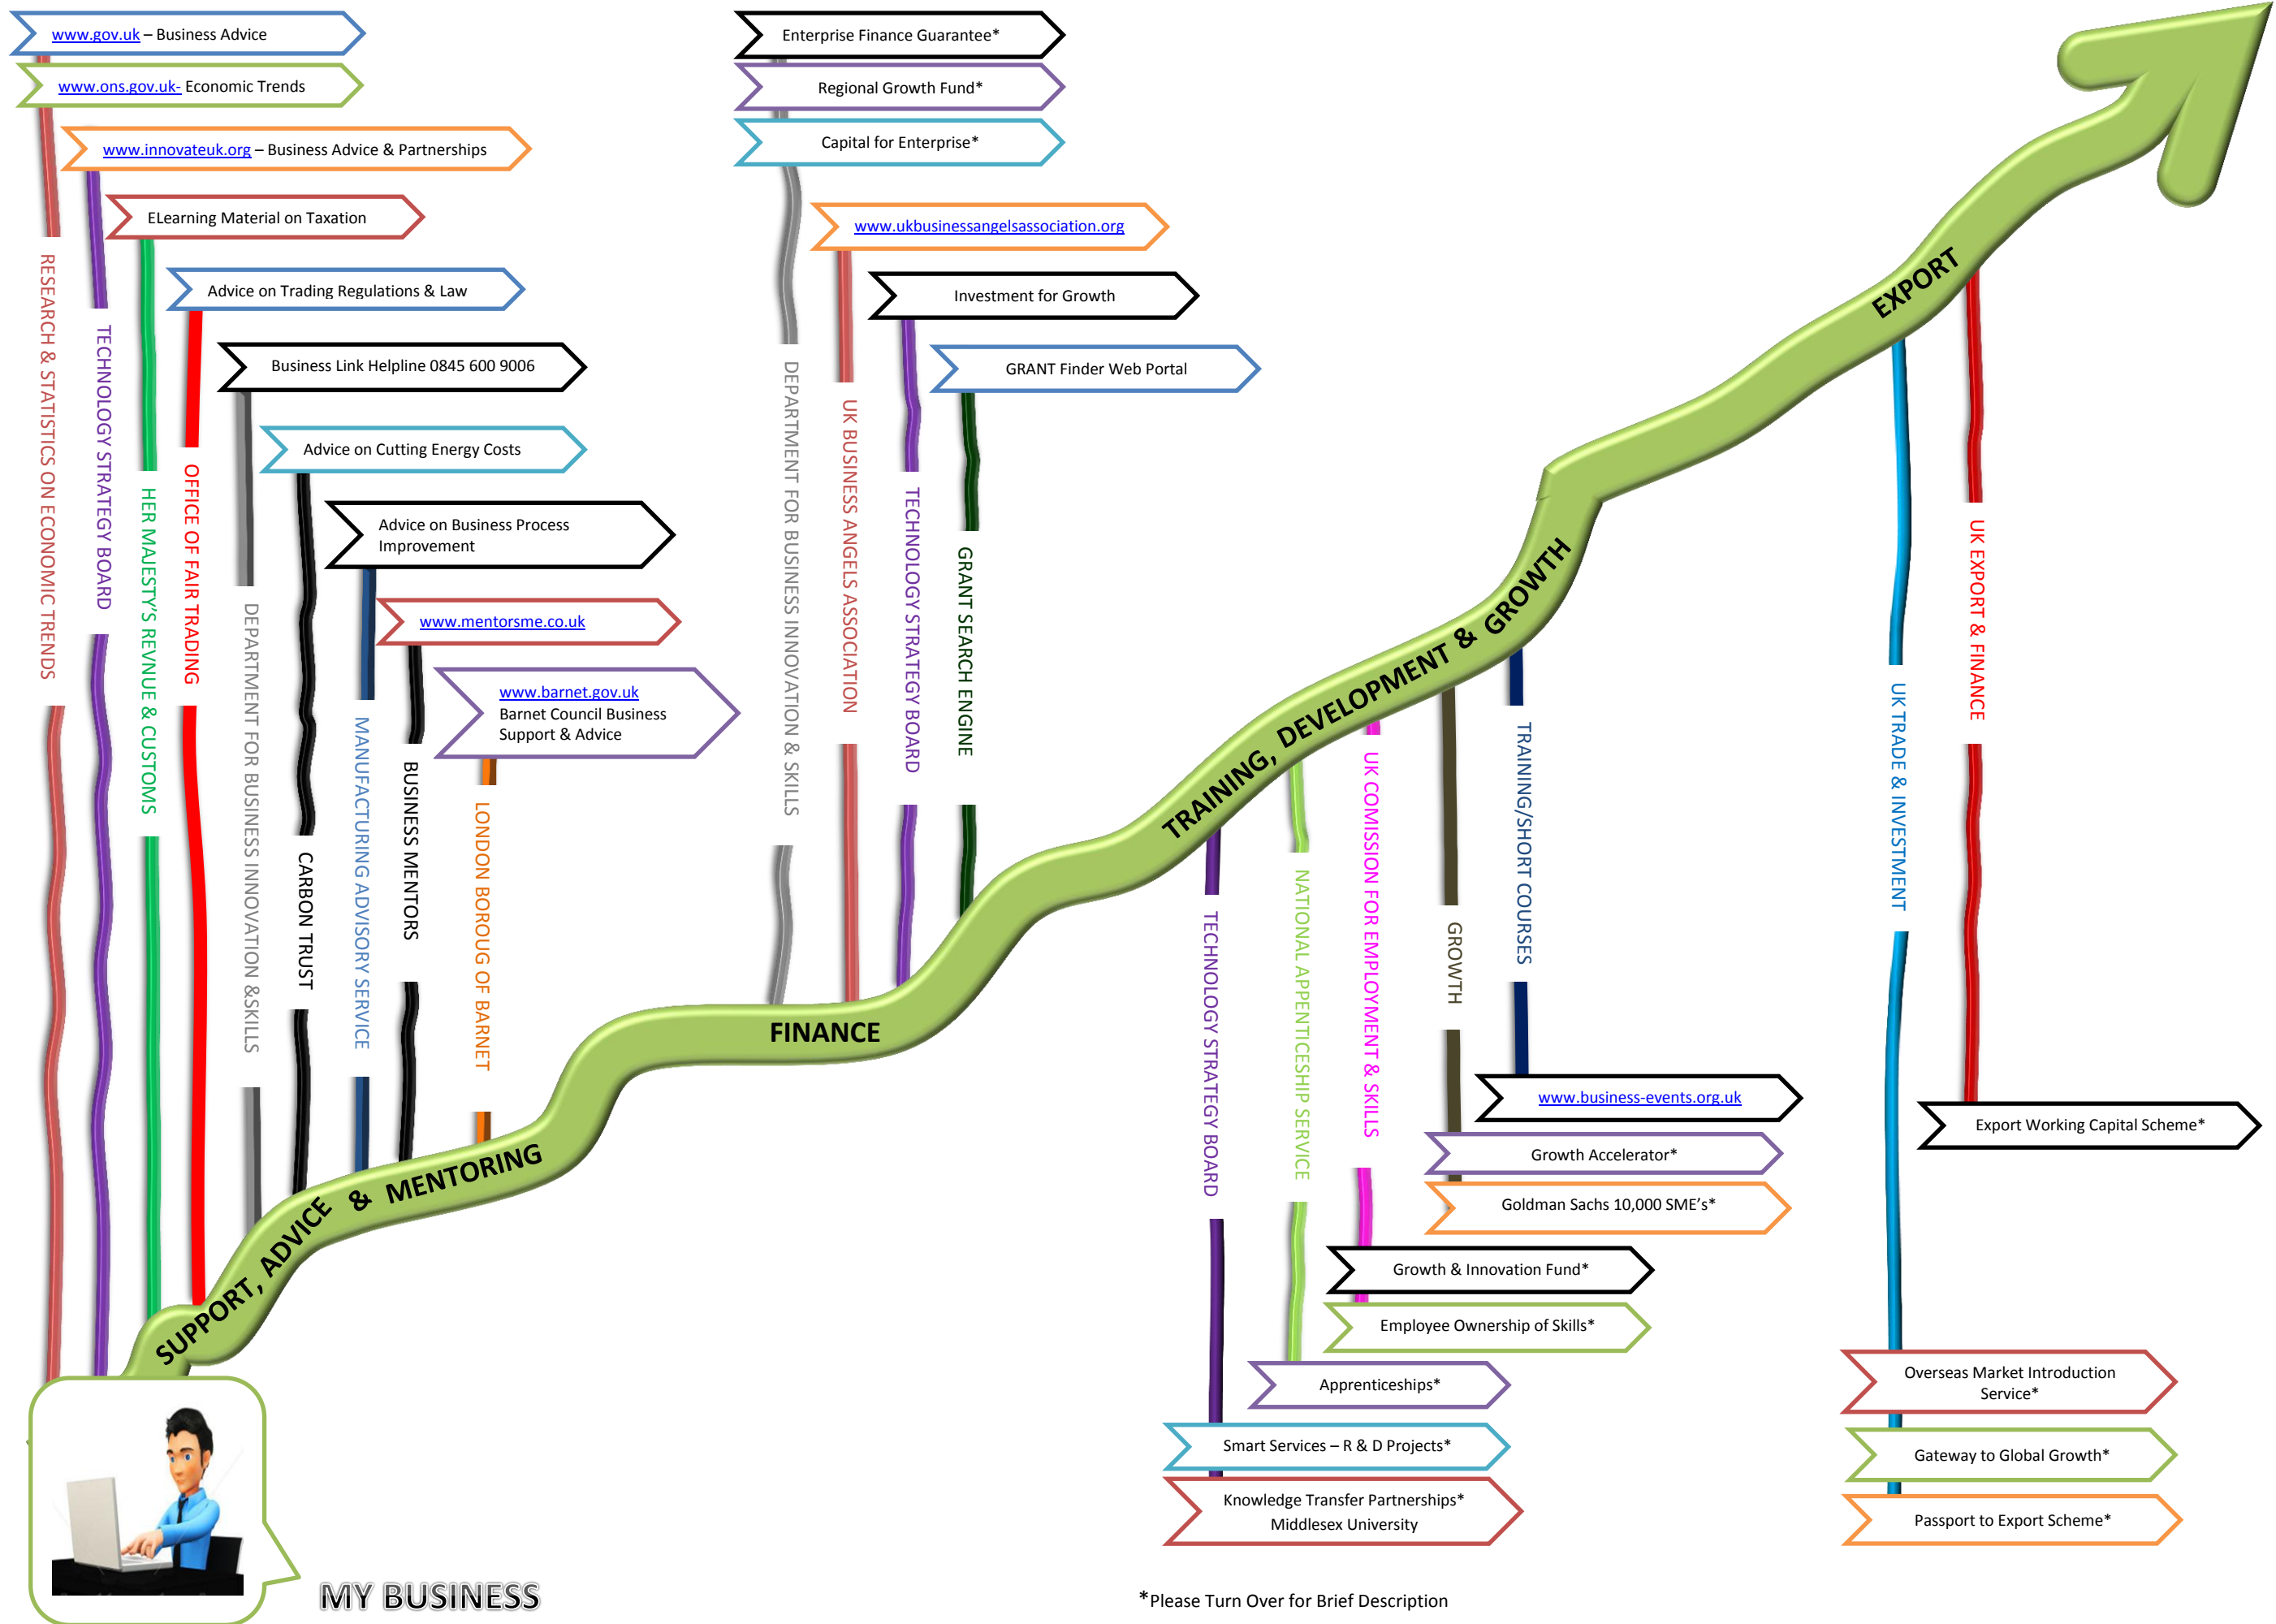 www.gov.uk – Business Advice
www.ons.gov.uk- Economic Trends
www.innovateuk.org – Business Advice & Partnerships
ELearning Material on Taxation
Advice on Trading Regulations & Law
Business Link Helpline 0845 600 9006
Advice on Cutting Energy Costs
Advice on Business Process
Improvement
www.mentorsme.co.uk
www.barnet.gov.uk
Barnet Council Business
Support & Advice
RESEARCH & STATISTICS ON ECONOMIC TRENDS
TECHNOLOGY STRATEGY BOARD
HER MAJESTY'S REVNUE & CUSTOMS
OFFICE OF FAIR TRADING
DEPARTMENT FOR BUSINESS INNOVATION &SKILLS
CARBON TRUST
MANUFACTURING ADVISORY SERVICE
BUSINESS MENTORS
LONDON BOROUG OF BARNET
SUPPORT, ADVICE & MENTORING
Enterprise Finance Guarantee*
Regional Growth Fund*
Capital for Enterprise*
www.ukbusinessangelsassociation.org
Investment for Growth
GRANT Finder Web Portal
DEPARTMENT FOR BUSINESS INNOVATION & SKILLS
UK BUSINESS ANGELS ASSOCIATION
TECHNOLOGY STRATEGY BOARD
GRANT SEARCH ENGINE
FINANCE
TRAINING, DEVELOPMENT & GROWTH
TECHNOLOGY STRATEGY BOARD
NATIONAL APPENTICESHIP SERVICE
UK COMISSION FOR EMPLOYMENT & SKILLS
GROWTH
TRAINING/SHORT COURSES
www.business-events.org.uk
Growth Accelerator*
Goldman Sachs 10,000 SME's*
Growth & Innovation Fund*
Employee Ownership of Skills*
Apprenticeships*
Smart Services – R & D Projects*
Knowledge Transfer Partnerships*
Middlesex University
EXPORT
UK TRADE & INVESTMENT
UK EXPORT & FINANCE
Export Working Capital Scheme*
Overseas Market Introduction
Service*
Gateway to Global Growth*
Passport to Export Scheme*
MY BUSINESS
*Please Turn Over for Brief Description